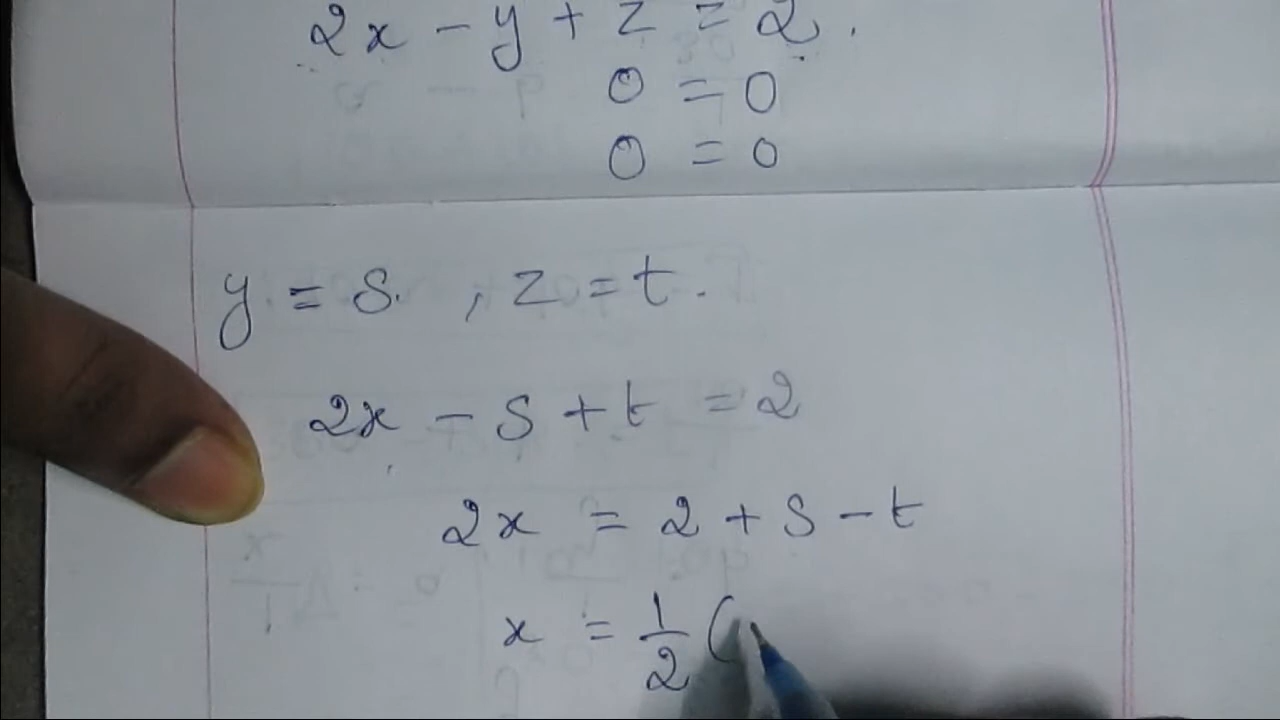 2x - y + z = 2.
0 = 0
0 = 0
y = s. , z = t.
2x - s + t = 2
2x = 2 + s - t
x = 1/2 (